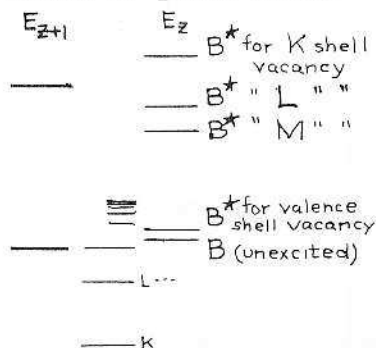 E_{Z+1} E_Z
B* for K shell
vacancy
B* " L " "
B* " M " "
B* for valence
shell vacancy
B (unexcited)
L---
K